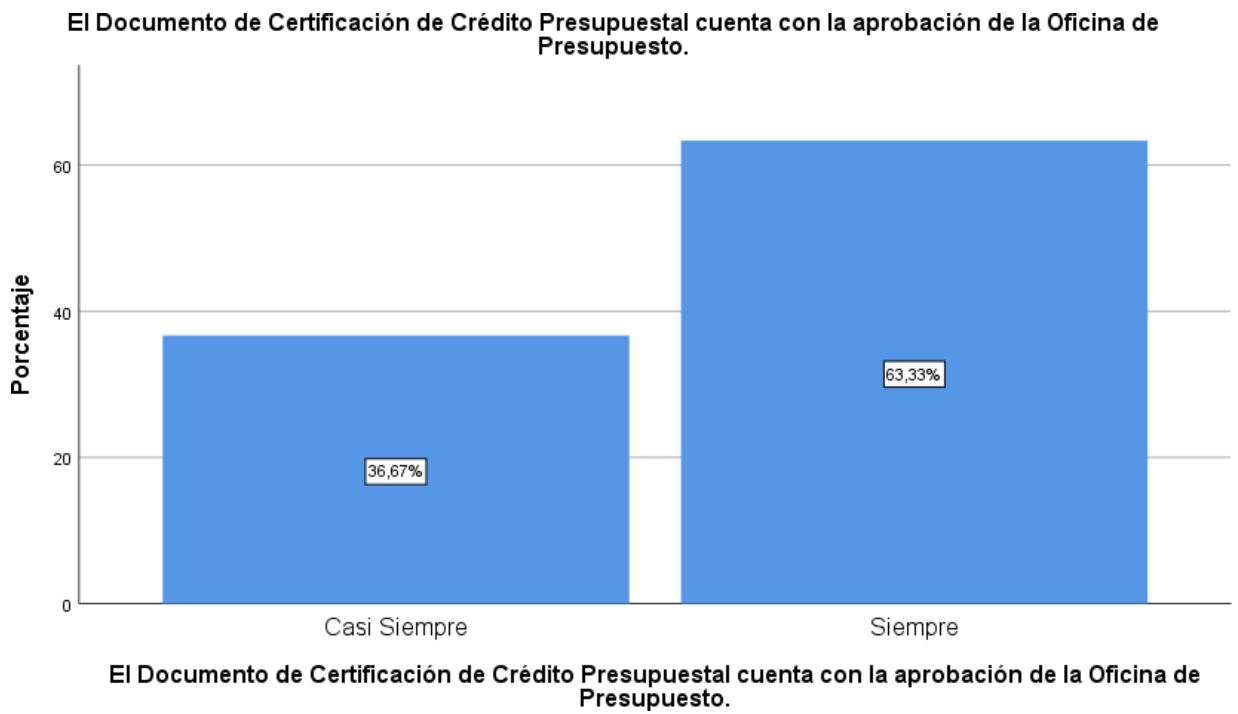 El Documento de Certificación de Crédito Presupuestal cuenta con la aprobación de la Oficina de
Presupuesto.
Porcentaje
60
40
20
0
36,67%
63,33%
Casi Siempre
Siempre
El Documento de Certificación de Crédito Presupuestal cuenta con la aprobación de la Oficina de
Presupuesto.